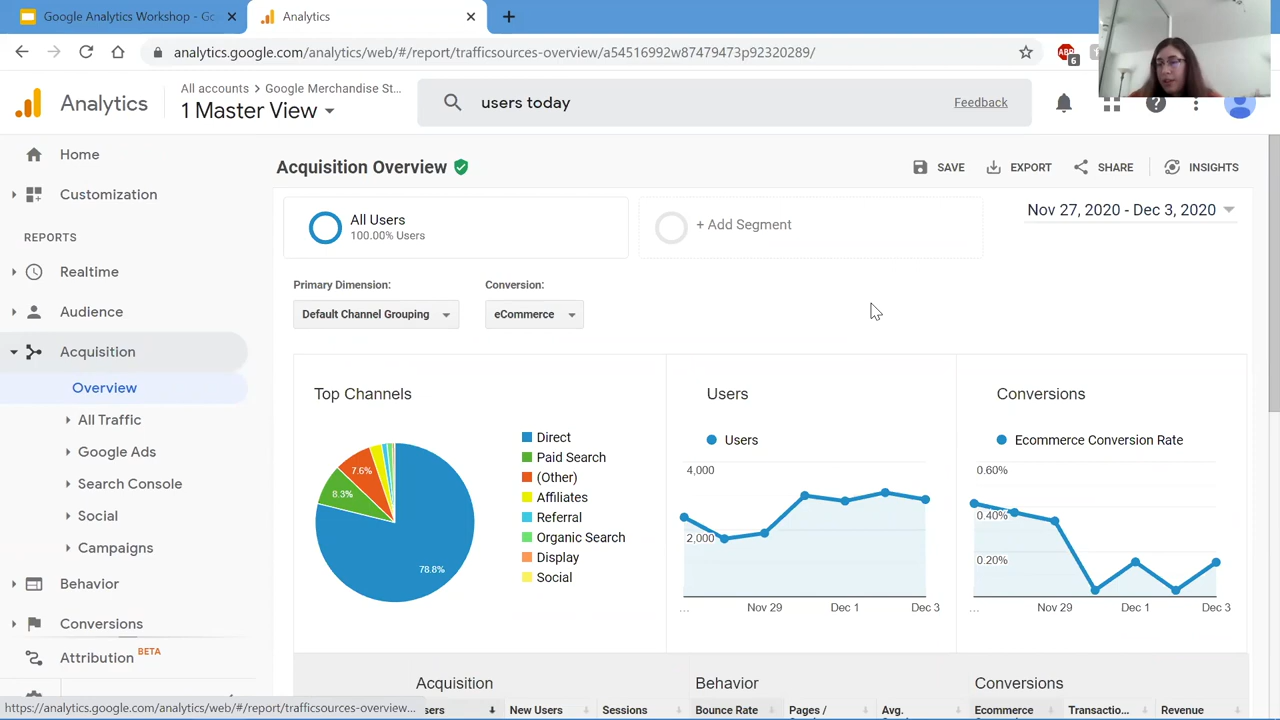 Google Analytics Workshop - Go
Analytics
analytics.google.com/analytics/web/#/report/trafficsources-overview/a54516992w87479473p92320289/
ABP
6
Analytics
All accounts > Google Merchandise St...
1 Master View
users today
Feedback
Home
Customization
REPORTS
Realtime
Audience
Acquisition
Overview
All Traffic
Google Ads
Search Console
Social
Campaigns
Behavior
Conversions
Attribution BETA
Acquisition Overview
SAVE
EXPORT
SHARE
INSIGHTS
All Users
100.00% Users
+ Add Segment
Nov 27, 2020 - Dec 3, 2020
Primary Dimension:
Conversion:
Default Channel Grouping
eCommerce
Top Channels
Direct
Paid Search
(Other)
Affiliates
Referral
Organic Search
Display
Social
7.6%
8.3%
78.8%
Users
Users
4,000
2,000
...
Nov 29
Dec 1
Dec 3
Conversions
Ecommerce Conversion Rate
0.60%
0.40%
0.20%
...
Nov 29
Dec 1
Dec 3
Acquisition
Behavior
Conversions
sers
New Users
Sessions
Bounce Rate
Pages /
Avg.
Ecommerce
Transactio...
Revenue
https://analytics.google.com/analytics/web/#/report/trafficsources-overview...